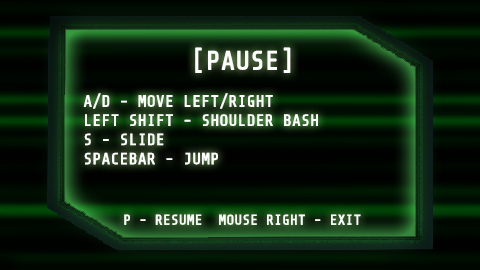 [PAUSE]
A/D - MOVE LEFT/RIGHT
LEFT SHIFT - SHOULDER BASH
S - SLIDE
SPACEBAR - JUMP
P - RESUME MOUSE RIGHT - EXIT